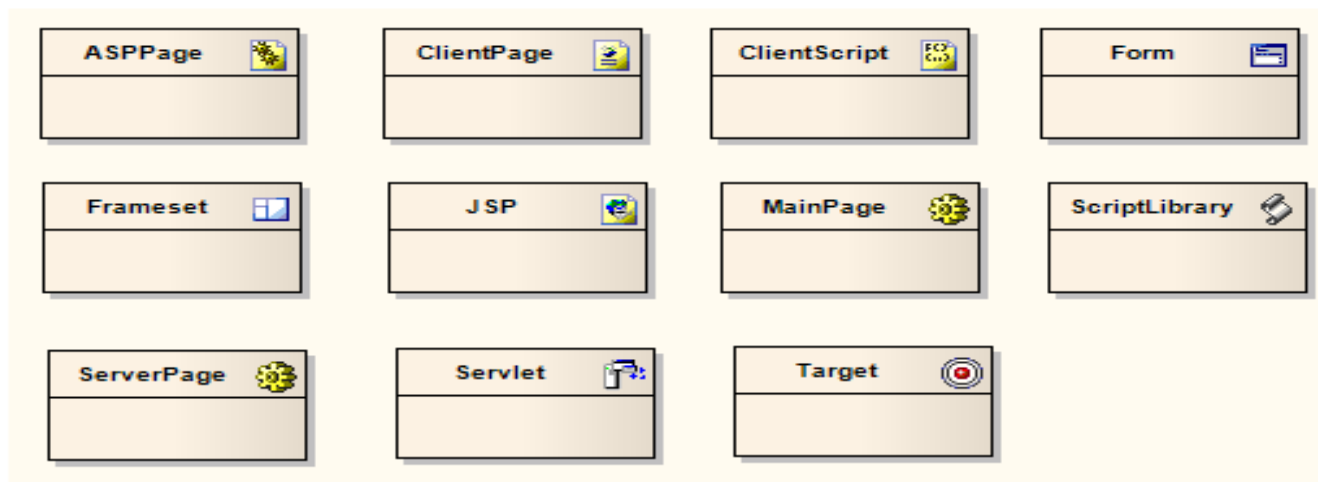 ASPPage
ClientPage
ClientScript
Form
Frameset
JSP
MainPage
ScriptLibrary
ServerPage
Servlet
Target